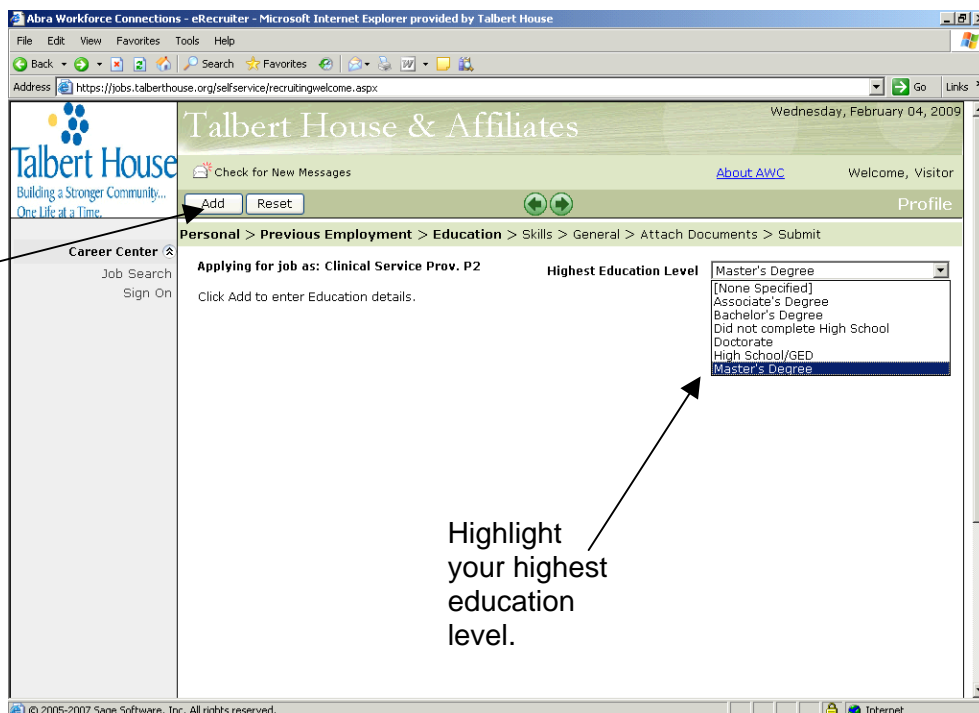 Abra Workforce Connections - eRecruiter - Microsoft Internet Explorer provided by Talbert House
File Edit View Favorites Tools Help
Back Search Favorites
Address https://jobs.talberthouse.org/selfservice/recruitingwelcome.aspx Go Links
Talbert House & Affiliates Wednesday, February 04, 2009
Talbert House
Building a Stronger Community...
One Life at a Time.
Check for New Messages About AWC Welcome, Visitor
Add Reset Profile
Personal > Previous Employment > Education > Skills > General > Attach Documents > Submit
Career Center
Job Search
Sign On
Applying for job as: Clinical Service Prov. P2 Highest Education Level Master's Degree
Click Add to enter Education details.
[None Specified]
Associate's Degree
Bachelor's Degree
Did not complete High School
Doctorate
High School/GED
Master's Degree
Highlight
your highest
education
level.
© 2005-2007 Sage Software, Inc. All rights reserved. Internet